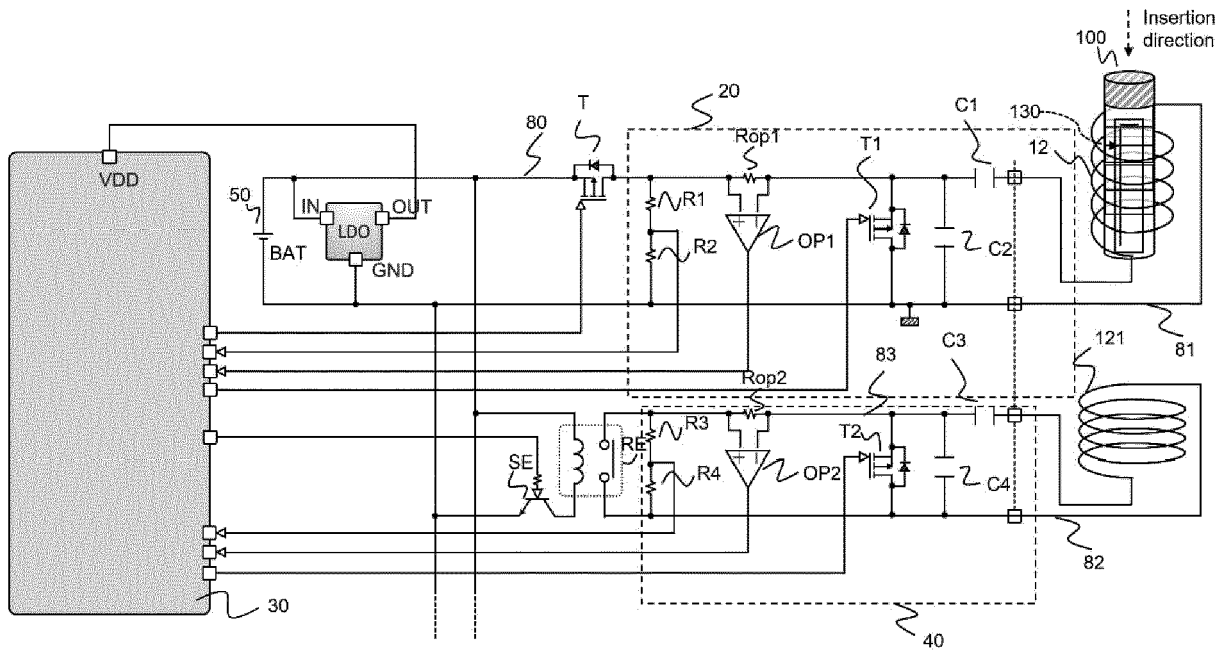 Insertion
direction
100
20
C1
T
80
Rop1
130
12
T1
VDD
50
IN
OUT
LDO
R1
OP1
BAT
R2
C2
GND
81
C3
121
83
Rop2
R3
RE
T2
SE
R4
OP2
C4
82
30
40